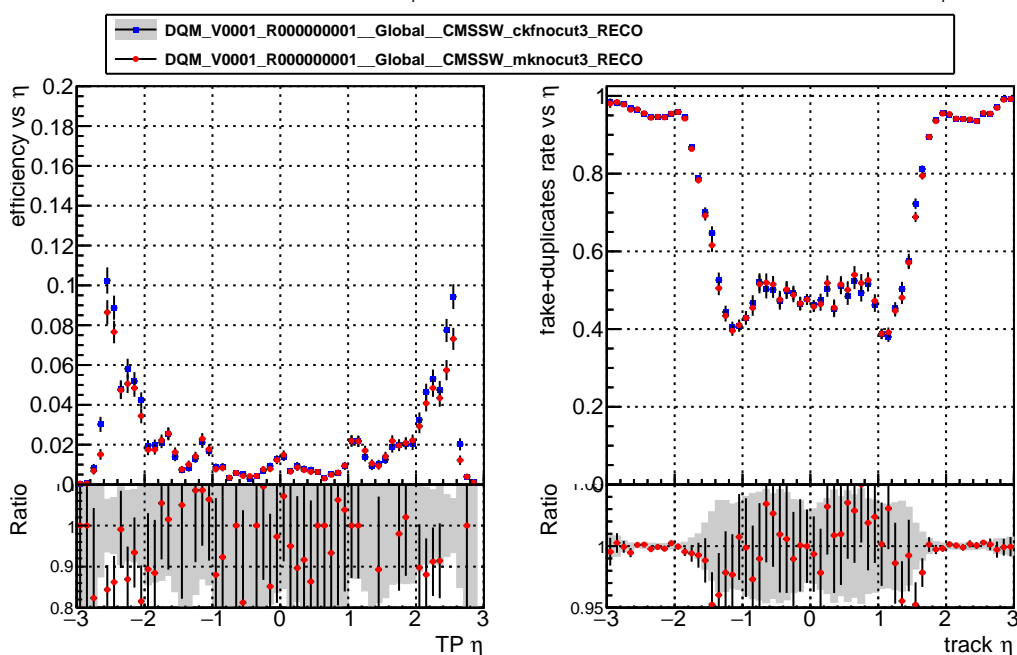 DQM_V0001_R000000001__Global__CMSSW_ckfnocut3_RECO
DQM_V0001_R000000001__Global__CMSSW_mknocut3_RECO
efficiency vs η
0.2
0.18
0.16
0.14
0.12
0.1
0.08
0.06
0.04
0.02
0
Ratio
1
0.9
0.8
−3 −2 −1 0 1 2 3
TP η
fake+duplicates rate vs η
1
0.8
0.6
0.4
0.2
0
Ratio
1
0.95
−3 −2 −1 0 1 2 3
track η